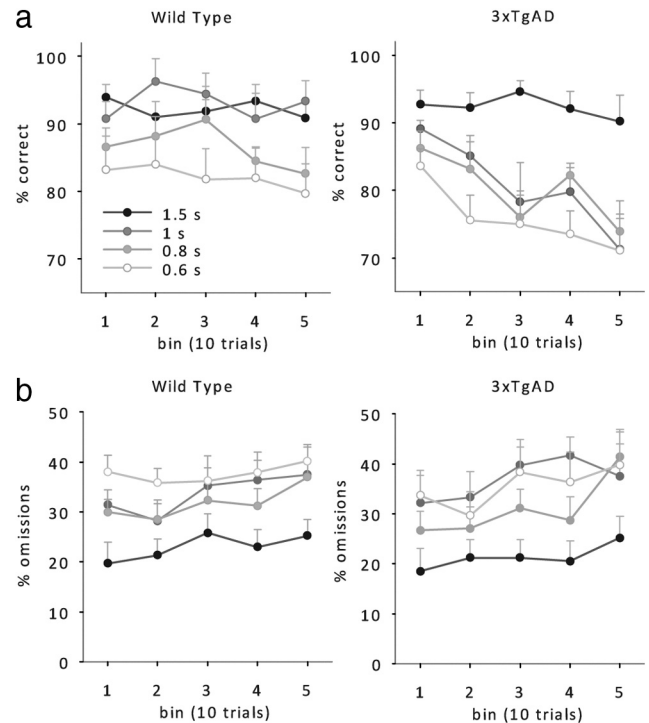 a
Wild Type
3xTgAD
% correct
100
90
80
70
1.5 s
1 s
0.8 s
0.6 s
1 2 3 4 5
bin (10 trials)
% correct
100
90
80
70
1 2 3 4 5
bin (10 trials)
b
Wild Type
3xTgAD
% omissions
50
40
30
20
10
0
1 2 3 4 5
bin (10 trials)
% omissions
50
40
30
20
10
0
1 2 3 4 5
bin (10 trials)